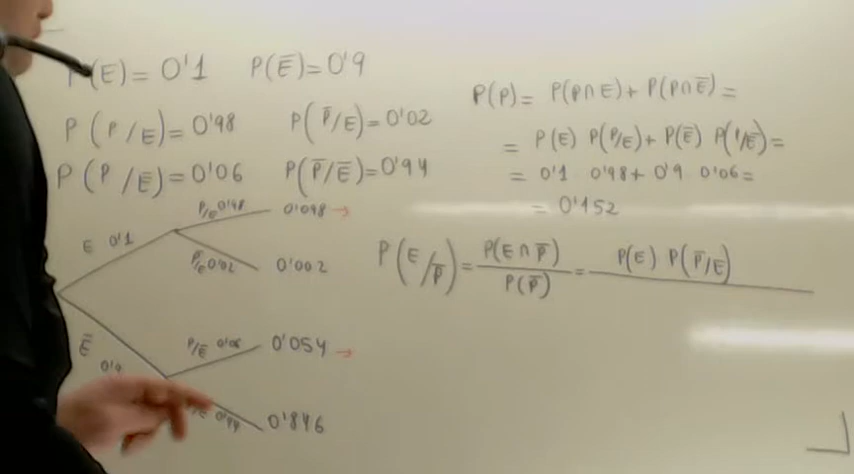 P(E)= 0'1 P(E̅)=0'9
P(P/E)=0'98 P(P̅/E)=0'02
P(P/E̅)=0'06 P(P̅/E̅)=0'94
P(P)= P(P∩E)+ P(P∩E̅)=
= P(E) P(P/E)+ P(E̅) P(P/E̅)=
= 0'1 0'98+ 0'9 0'06=
= 0'152
P/E 0'98 0'098 →
E 0'1
P̅/E 0'02 0'002
E̅
0'9
P/E̅ 0'06 0'054 →
0'94 0'846
P(E/P̅)= P(E∩P̅)/P(P̅) = P(E) P(P̅/E)